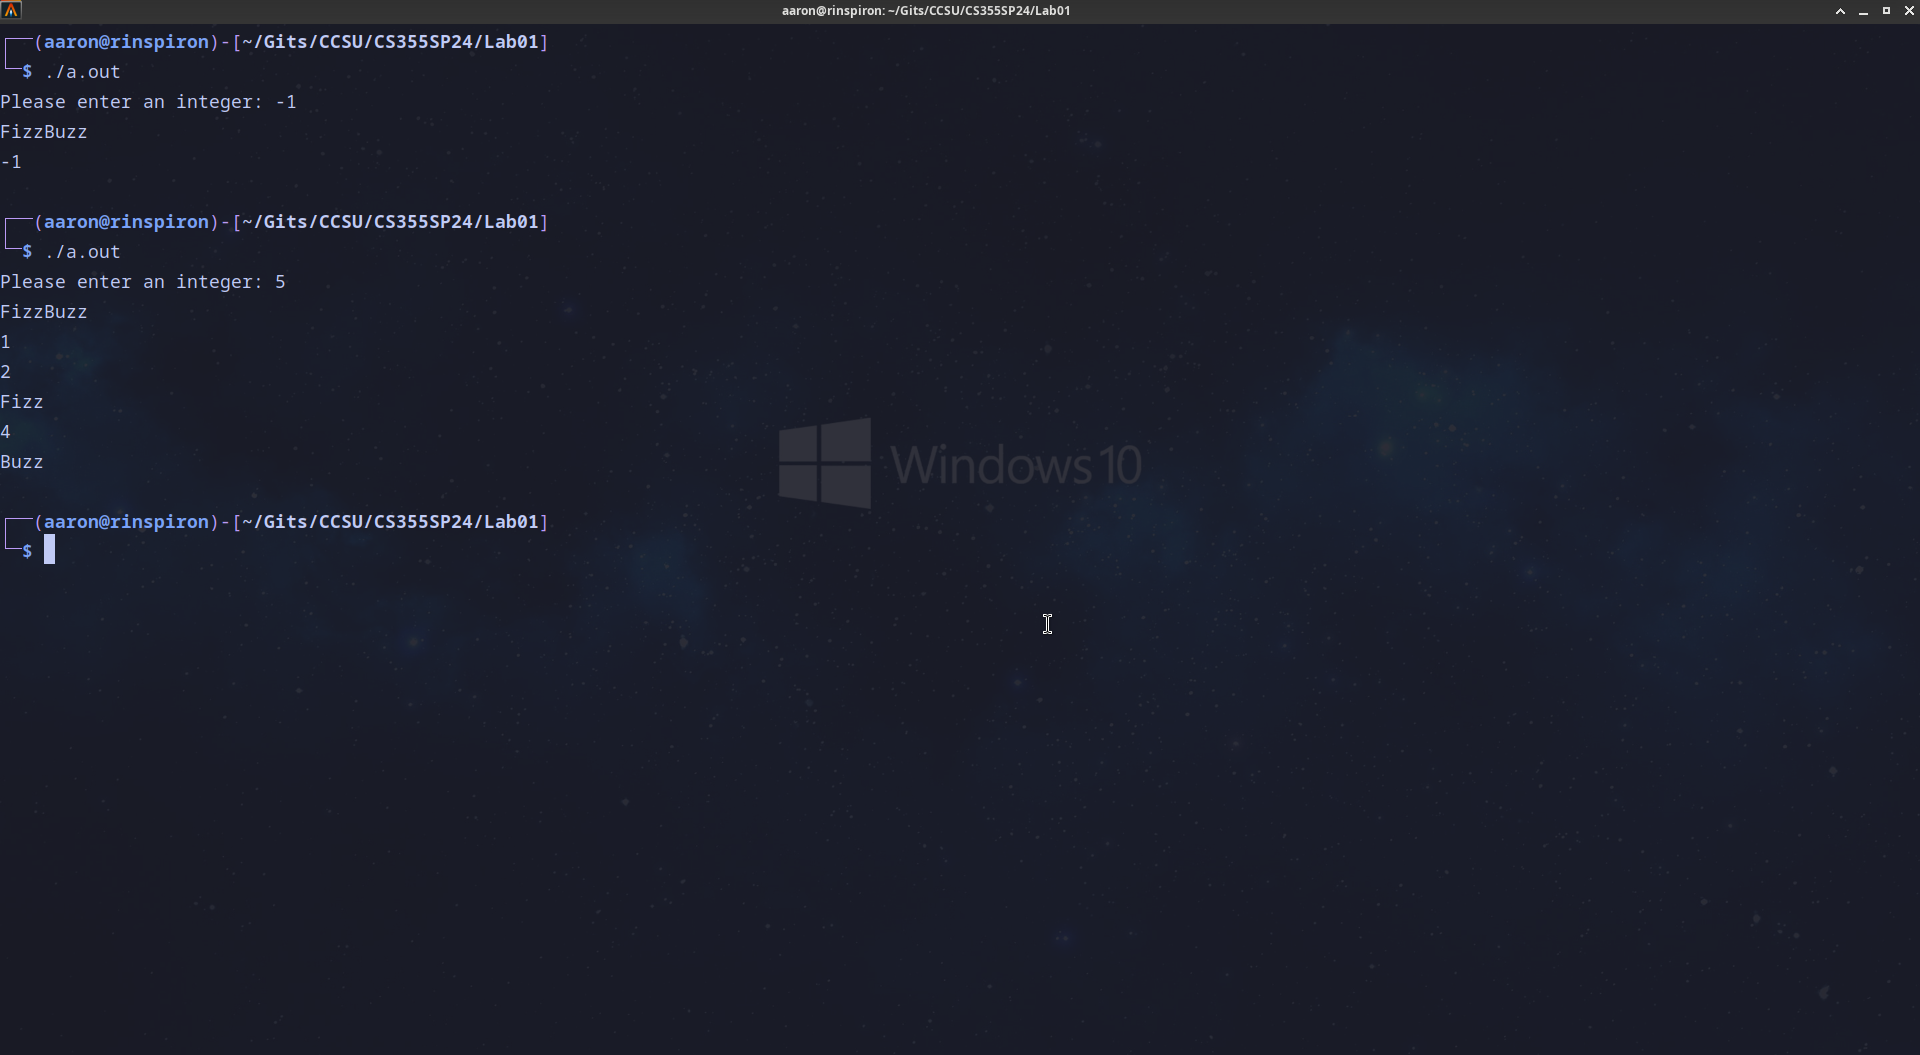 aaron@rinspiron: ~/Gits/CCSU/CS355SP24/Lab01
┌──(aaron@rinspiron)-[~/Gits/CCSU/CS355SP24/Lab01]
└─$ ./a.out
Please enter an integer: -1
FizzBuzz
-1
┌──(aaron@rinspiron)-[~/Gits/CCSU/CS355SP24/Lab01]
└─$ ./a.out
Please enter an integer: 5
FizzBuzz
1
2
Fizz
4
Buzz
Windows 10
┌──(aaron@rinspiron)-[~/Gits/CCSU/CS355SP24/Lab01]
└─$